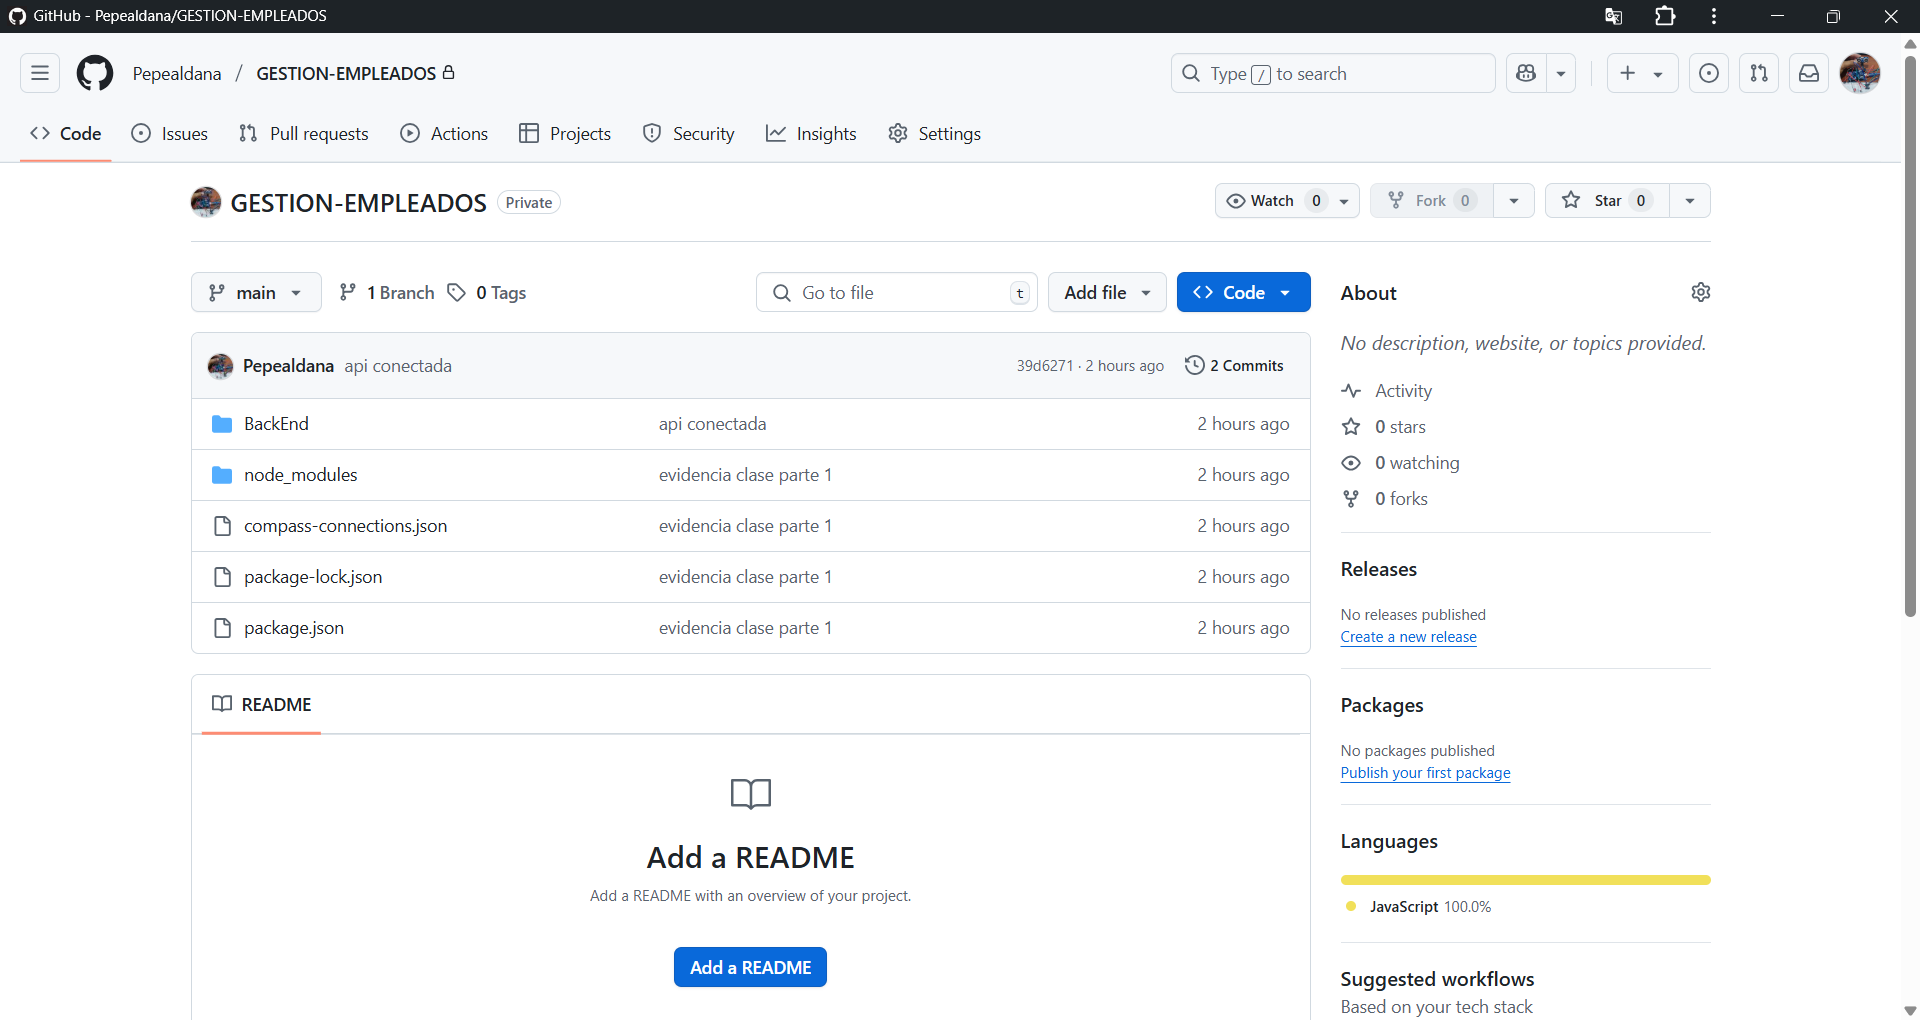 GitHub - Pepealdana/GESTION-EMPLEADOS
Pepealdana / GESTION-EMPLEADOS
Type / to search
Code Issues Pull requests Actions Projects Security Insights Settings
GESTION-EMPLEADOS Private
Watch 0 Fork 0 Star 0
main 1 Branch 0 Tags Go to file t Add file Code
Pepealdana api conectada 39d6271 · 2 hours ago 2 Commits
BackEnd api conectada 2 hours ago
node_modules evidencia clase parte 1 2 hours ago
compass-connections.json evidencia clase parte 1 2 hours ago
package-lock.json evidencia clase parte 1 2 hours ago
package.json evidencia clase parte 1 2 hours ago
README
Add a README
Add a README with an overview of your project.
Add a README
About
No description, website, or topics provided.
Activity
0 stars
0 watching
0 forks
Releases
No releases published
Create a new release
Packages
No packages published
Publish your first package
Languages
JavaScript 100.0%
Suggested workflows
Based on your tech stack